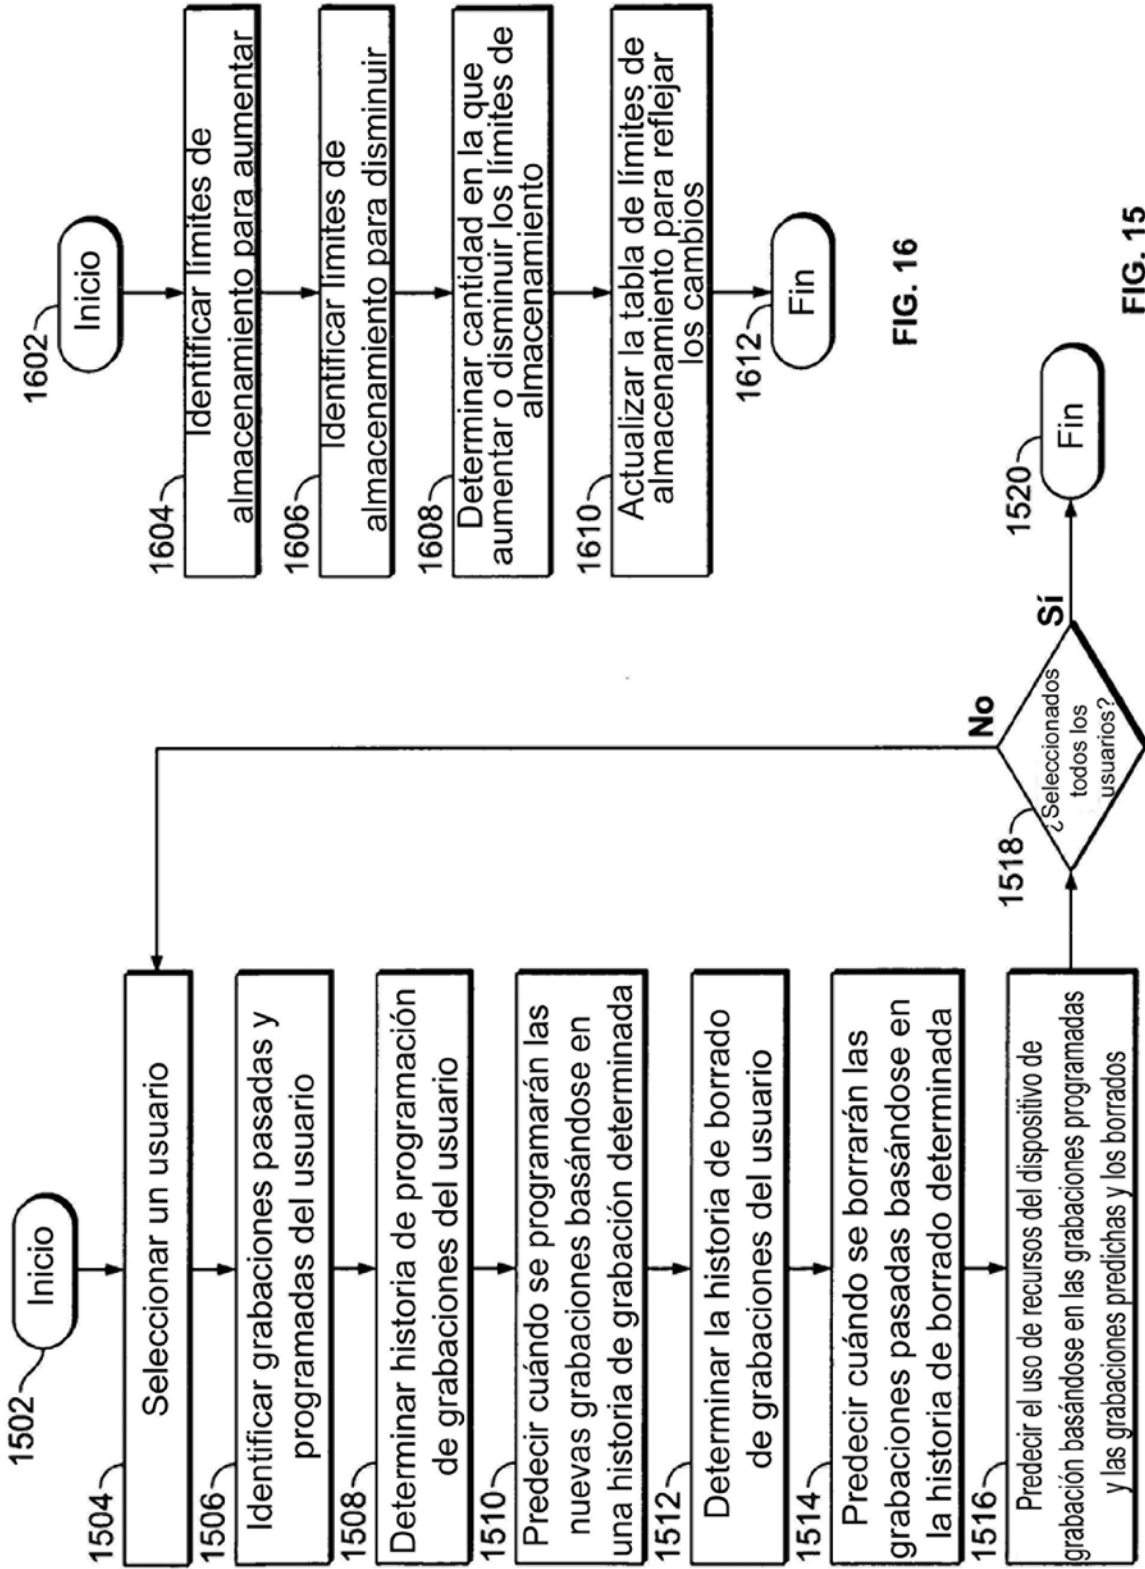 1602
Inicio
1604
Identificar límites de
almacenamiento para aumentar
1606
Identificar límites de
almacenamiento para disminuir
1608
Determinar cantidad en la que
aumentar o disminuir los límites de
almacenamiento
1610
Actualizar la tabla de límites de
almacenamiento para reflejar
los cambios
1612
Fin
FIG. 16
1502
Inicio
1504
Seleccionar un usuario
1506
Identificar grabaciones pasadas y
programadas del usuario
1508
Determinar historia de programación
de grabaciones del usuario
1510
Predecir cuándo se programarán las
nuevas grabaciones basándose en
una historia de grabación determinada
1512
Determinar la historia de borrado
de grabaciones del usuario
1514
Predecir cuándo se borrarán las
grabaciones pasadas basándose en
la historia de borrado determinada
1516
Predecir el uso de recursos del dispositivo de
grabación basándose en las grabaciones programadas
y las grabaciones predichas y los borrados
1518
¿Seleccionados
todos los
usuarios?
No
Sí
1520
Fin
FIG. 15